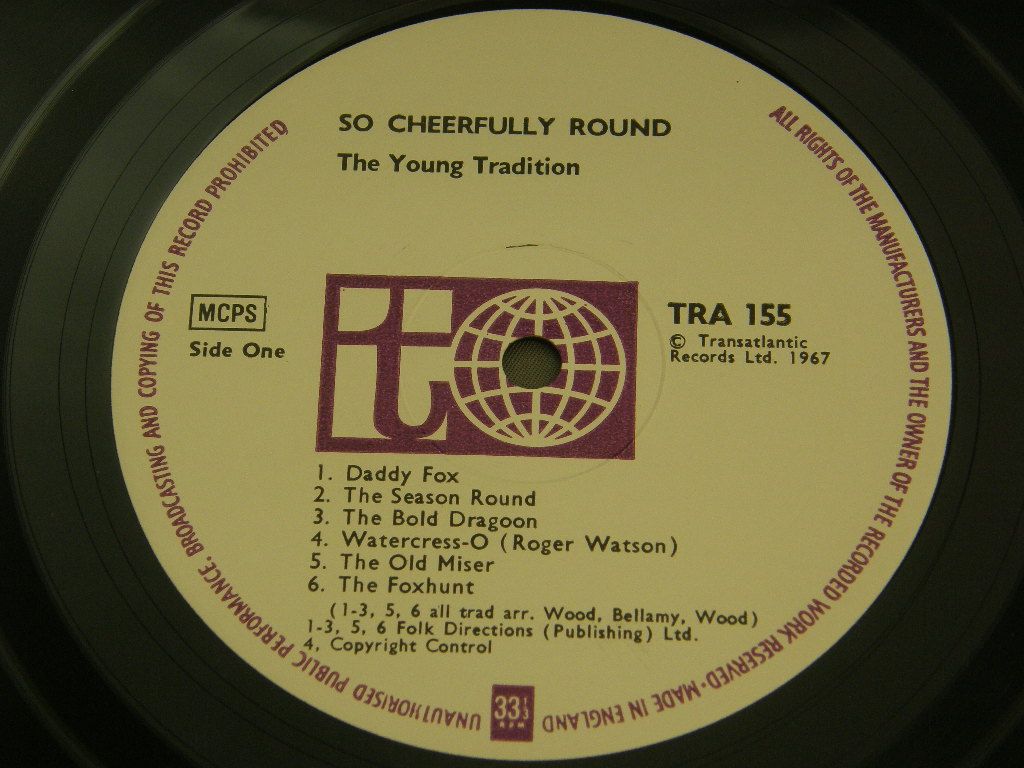 SO CHEERFULLY ROUND
The Young Tradition
MCPS
Side One
TRA 155
© Transatlantic
Records Ltd. 1967
t
1. Daddy Fox
2. The Season Round
3. The Bold Dragoon
4. Watercress-O (Roger Watson)
5. The Old Miser
6. The Foxhunt
(1-3, 5, 6 all trad arr. Wood, Bellamy, Wood)
1-3, 5, 6 Folk Directions (Publishing) Ltd.
4, Copyright Control
33⅓
RPM
ALL RIGHTS OF THE MANUFACTURERS AND THE OWNER OF THE RECORDED WORK RESERVED·MADE IN ENGLAND
UNAUTHORISED PUBLIC PERFORMANCE. BROADCASTING AND COPYING OF THIS RECORD PROHIBITED